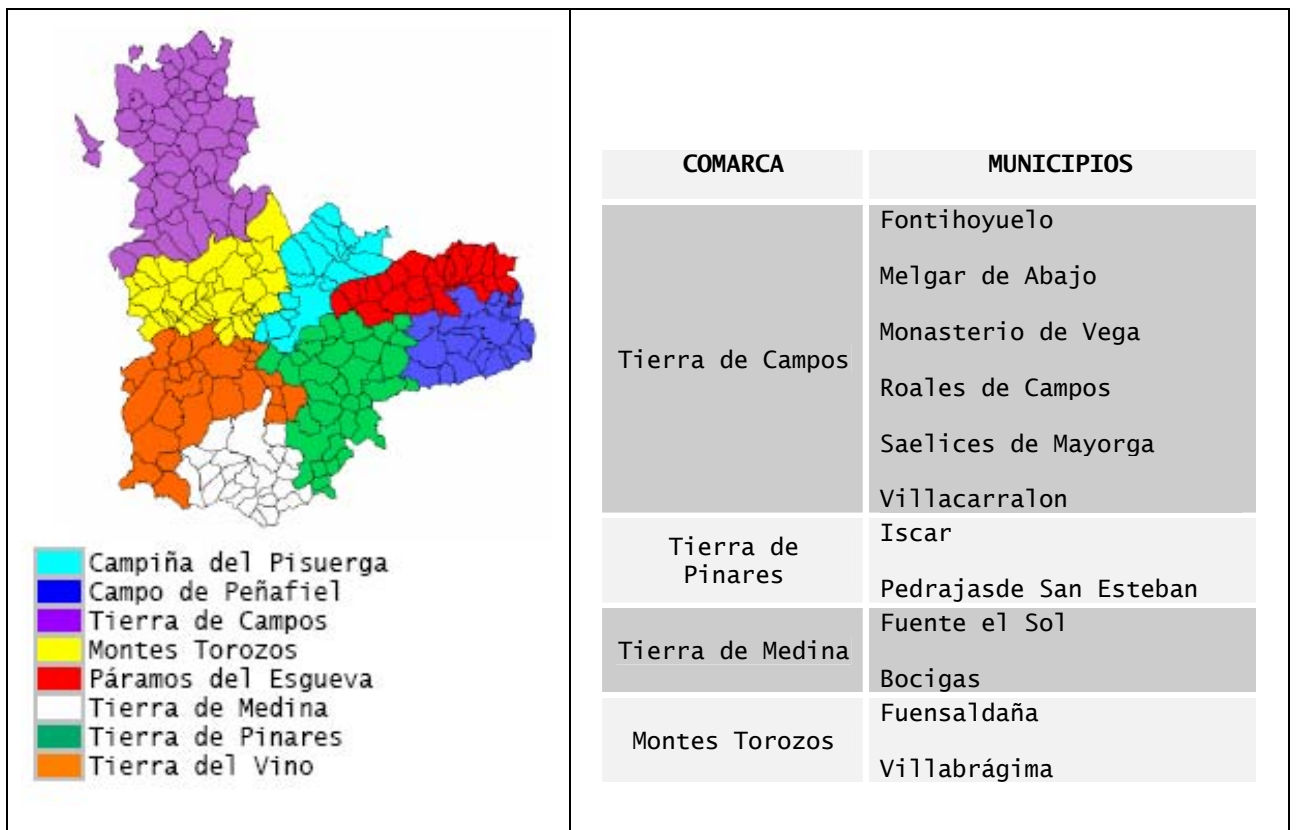 Campiña del Pisuerga
Campo de Peñafiel
Tierra de Campos
Montes Torozos
Páramos del Esgueva
Tierra de Medina
Tierra de Pinares
Tierra del Vino
COMARCA MUNICIPIOS
Tierra de Campos
Fontihoyuelo
Melgar de Abajo
Monasterio de Vega
Roales de Campos
Saelices de Mayorga
Villacarralon
Tierra de
Pinares
Iscar
Pedrajasde San Esteban
Tierra de Medina
Fuente el Sol
Bocigas
Montes Torozos
Fuensaldaña
Villabrágima